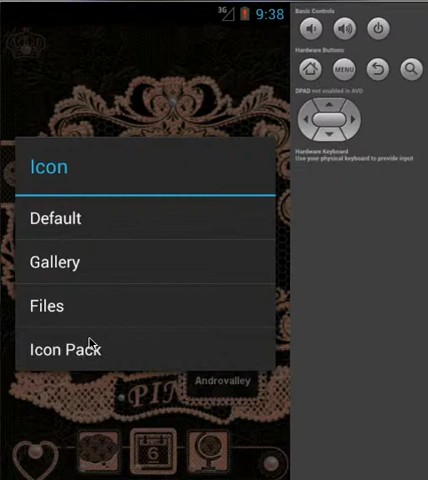 3G 9:38
Basic Controls
Hardware Buttons
MENU
DPAD not enabled in AVD
Hardware Keyboard
Use your physical keyboard to provide input
Icon
Default
Gallery
Files
Icon Pack
Androvalley
6